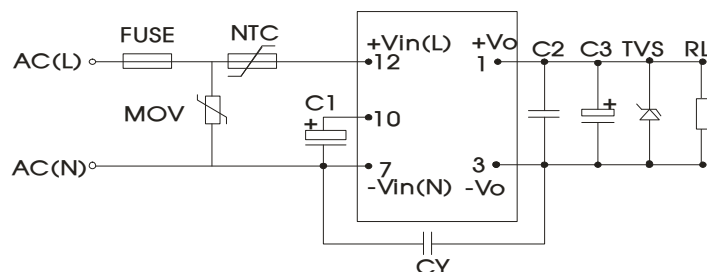 FUSE
NTC
AC(L)
MOV
AC(N)
C1
+
+Vin(L)
12
10
7
-Vin(N)
+Vo
1
3
-Vo
C2
C3
+
TVS
RL
CY